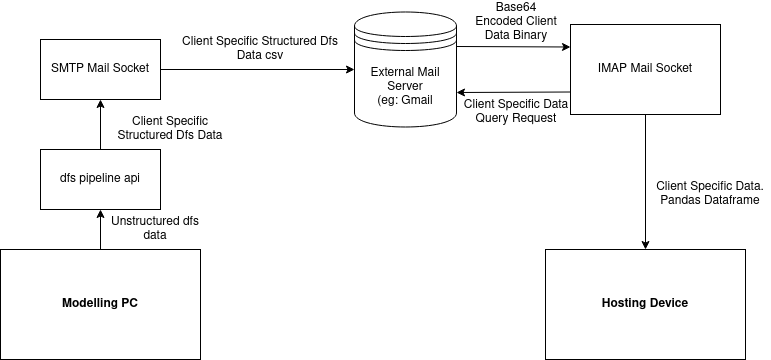 Base64
Encoded Client
Data Binary
Client Specific Structured Dfs
Data csv
SMTP Mail Socket
External Mail
Server
(eg: Gmail
IMAP Mail Socket
Client Specific Data
Query Request
Client Specific
Structured Dfs Data
dfs pipeline api
Client Specific Data.
Pandas Dataframe
Unstructured dfs
data
Modelling PC
Hosting Device